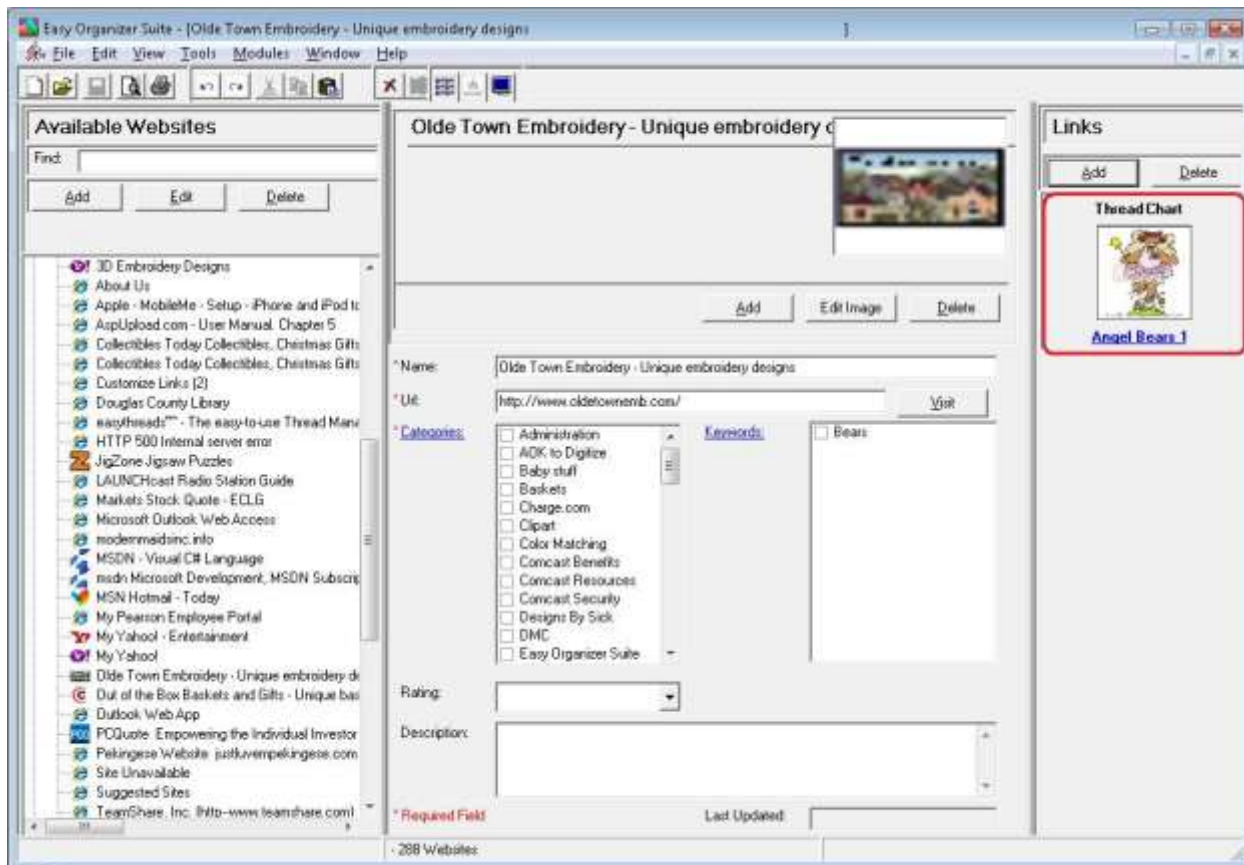 Easy Organizer Suite - [Olde Town Embroidery - Unique embroidery designs ]
File Edit View Tools Modules Window Help
Available Websites
Find:
Add Edit Delete
3D Embroidery Designs
About Us
Apple - MobileMe - Setup - iPhone and iPod to
AspUpload.com - User Manual. Chapter 5
Collectibles Today Collectibles, Christmas Gifts
Collectibles Today Collectibles, Christmas Gifts
Customize Links (2)
Douglas County Library
easythreads™ - The easy-to-use Thread Mana
HTTP 500 Internal server error
JigZone Jigsaw Puzzles
LAUNCHcast Radio Station Guide
Markets Stock Quote - ECLG
Microsoft Outlook Web Access
modernmaidsinc.info
MSDN - Visual C# Language
msdn Microsoft Development, MSDN Subscrip
MSN Hotmail - Today
My Pearson Employee Portal
My Yahoo! - Entertainment
My Yahoo!
Olde Town Embroidery - Unique embroidery de
Out of the Box Baskets and Gifts - Unique bas
Outlook Web App
PCQuote: Empowering the Individual Investor
Pekingese Website: justluvempekingese.com
Site Unavailable
Suggested Sites
TeamShare, Inc. (http--www.teamshare.com)
Olde Town Embroidery - Unique embroidery d
Add Edit Image Delete
*Name: Olde Town Embroidery - Unique embroidery designs
*Url: http://www.oldetownemb.com/ Visit
*Categories:
Administration
AOK to Digitize
Baby stuff
Baskets
Charge.com
Clipart
Color Matching
Comcast Benefits
Comcast Resources
Comcast Security
Designs By Sick
DMC
Easy Organizer Suite
Keywords:
Bears
Rating:
Description:
*Required Field Last Updated:
Links
Add Delete
Thread Chart
Angel Bears 1
- 288 Websites